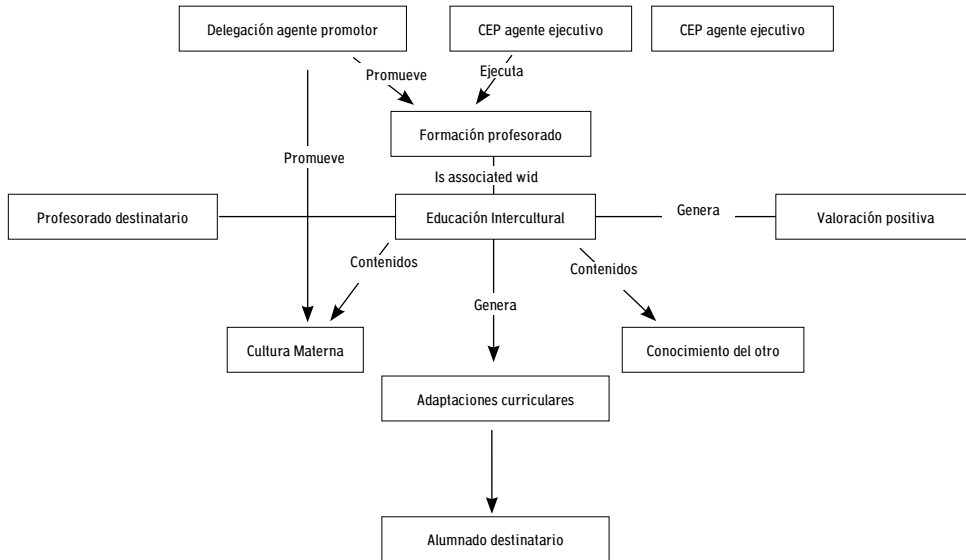 Delegación agente promotor
CEP agente ejecutivo
CEP agente ejecutivo
Promueve
Ejecuta
Formación profesorado
Promueve
Is associated wid
Profesorado destinatario
Educación Intercultural
Genera
Valoración positiva
Contenidos
Contenidos
Genera
Cultura Materna
Conocimiento del otro
Adaptaciones curriculares
Alumnado destinatario